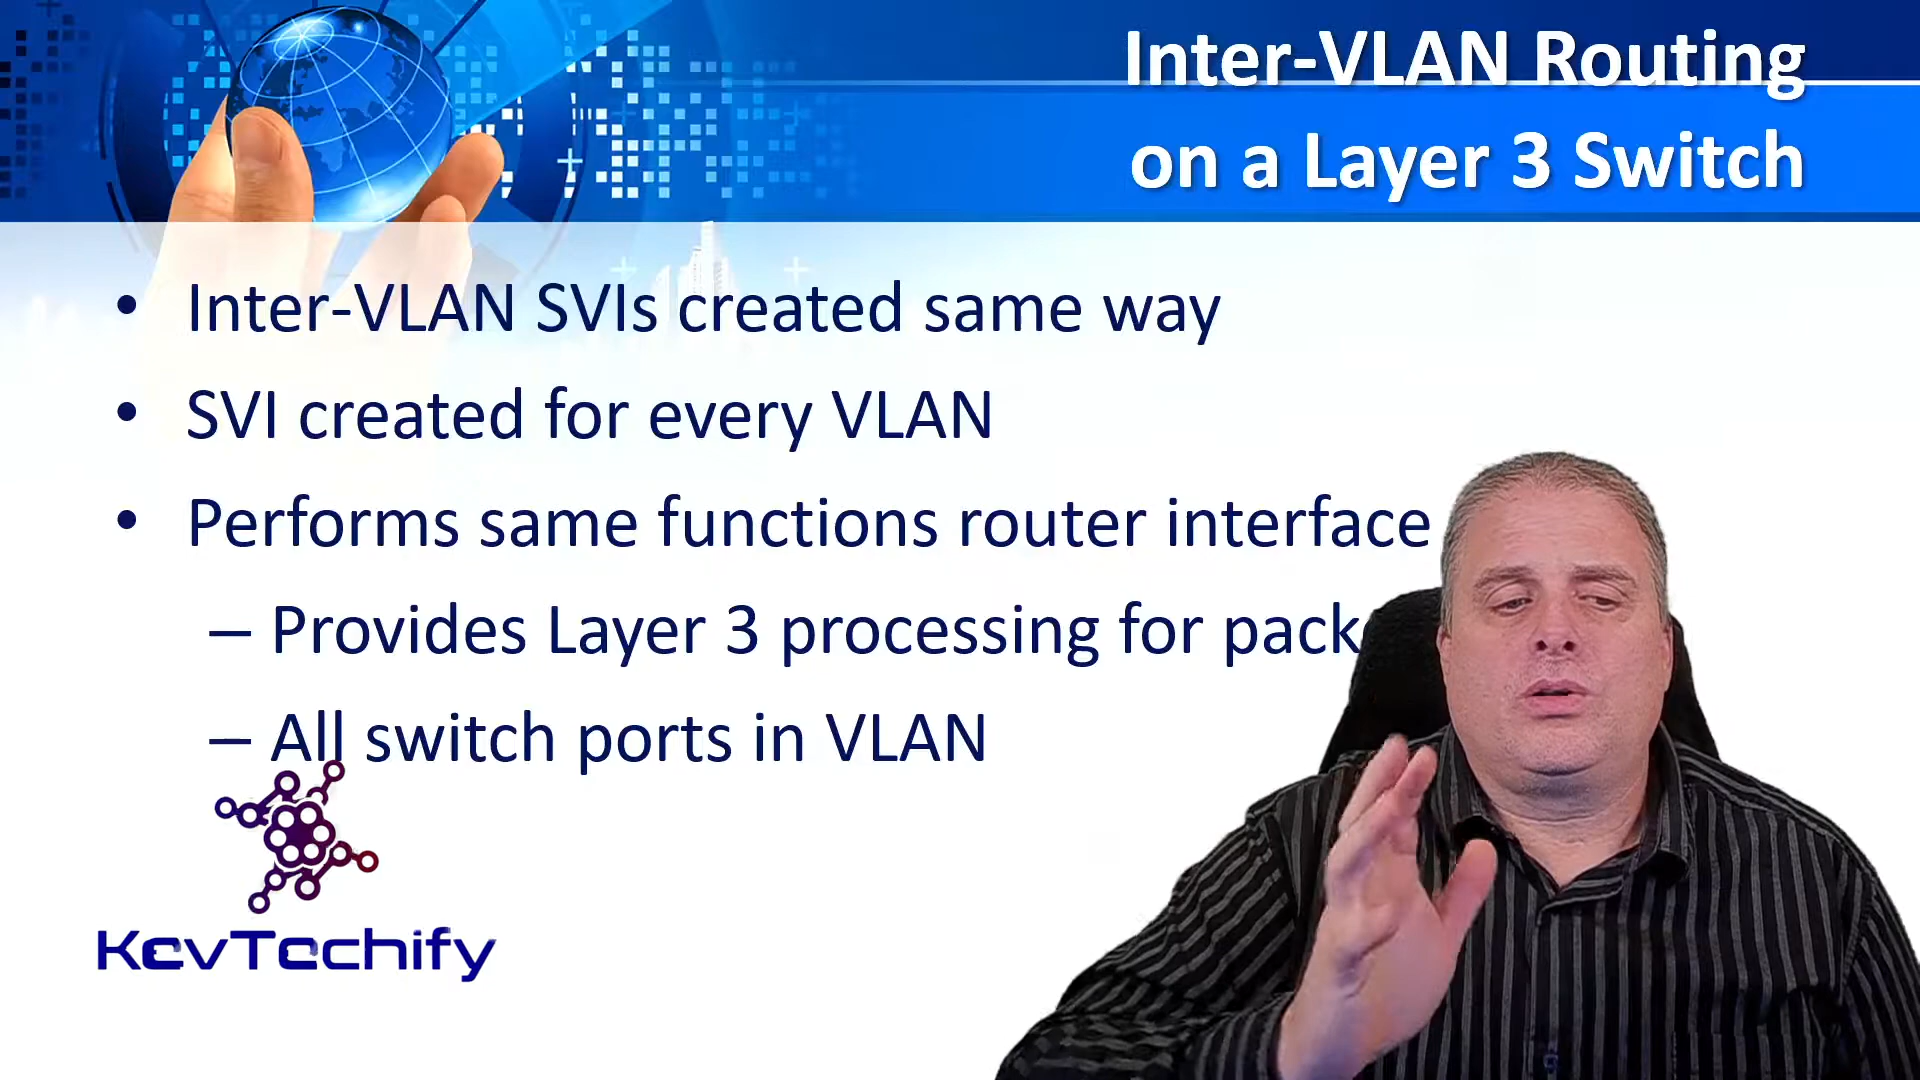 Inter-VLAN Routing
on a Layer 3 Switch
• Inter-VLAN SVIs created same way
• SVI created for every VLAN
• Performs same functions router interface
– Provides Layer 3 processing for
– All switch ports in VLAN
KevTechify